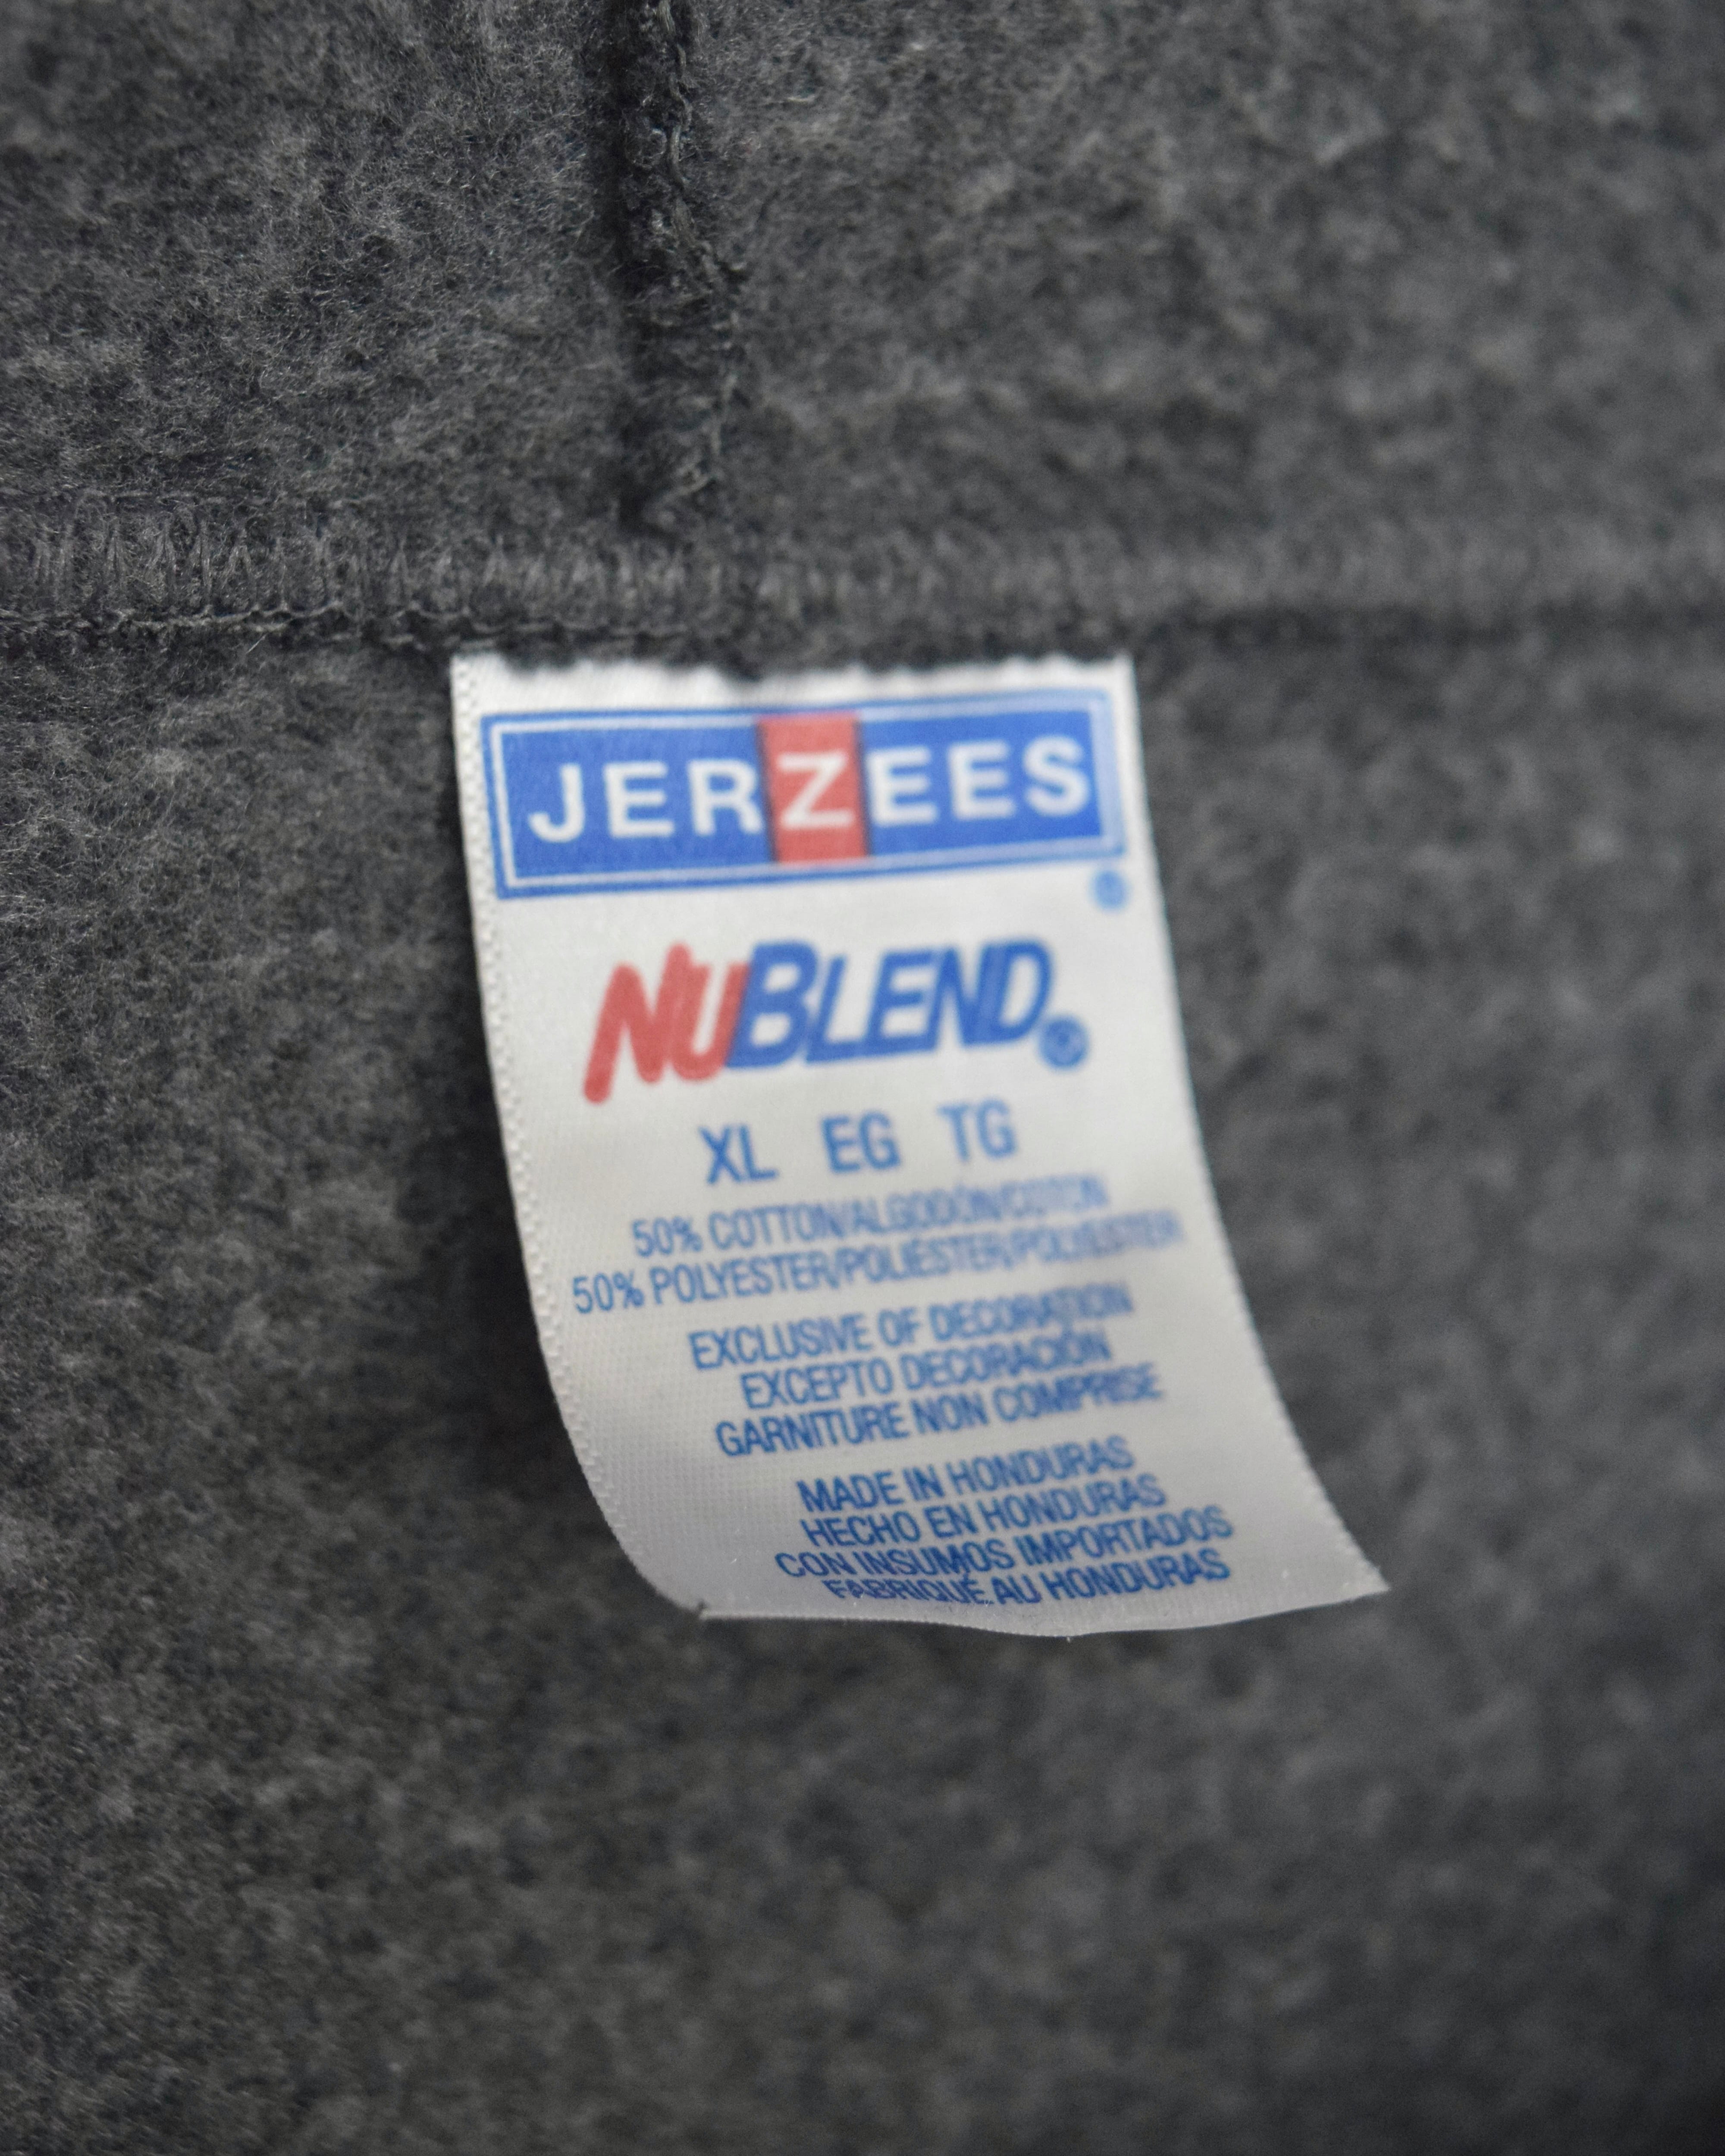 JERZEES
®
NUBLEND®
XL EG TG
50% COTTON/ALGODÓN/COTON
50% POLYESTER/POLIÉSTER/POLYESTER
EXCLUSIVE OF DECORATION
EXCEPTO DECORACIÓN
GARNITURE NON COMPRISE
MADE IN HONDURAS
HECHO EN HONDURAS
CON INSUMOS IMPORTADOS
FABRIQUÉ AU HONDURAS